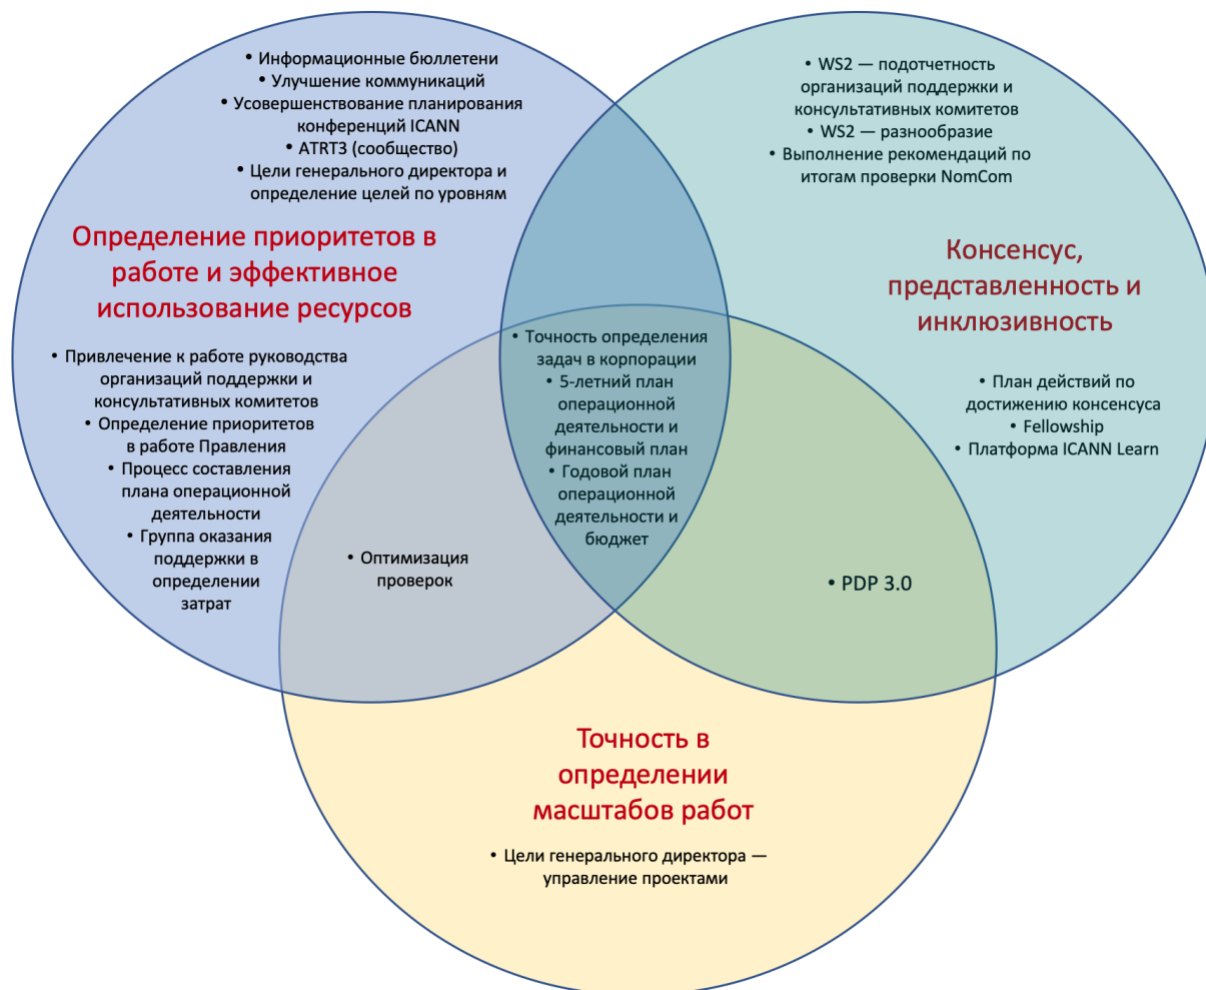 • Информационные бюллетени
• Улучшение коммуникаций
• Усовершенствование планирования
конференций ICANN
• ATRT3 (сообщество)
• Цели генерального директора и
определение целей по уровням
Определение приоритетов в
работе и эффективное
использование ресурсов
• Привлечение к работе руководства
организаций поддержки и
консультативных комитетов
• Определение приоритетов
в работе Правления
• Процесс составления
плана операционной
деятельности
• Группа оказания
поддержки в
определении
затрат
• WS2 — подотчетность
организаций поддержки и
консультативных комитетов
• WS2 — разнообразие
• Выполнение рекомендаций по
итогам проверки NomCom
Консенсус,
представленность и
инклюзивность
• План действий по
достижению консенсуса
• Fellowship
• Платформа ICANN Learn
• Точность определения
задач в корпорации
• 5-летний план
операционной
деятельности и
финансовый план
• Годовой план
операционной
деятельности и
бюджет
• Оптимизация
проверок
• PDP 3.0
Точность в
определении
масштабов работ
• Цели генерального директора —
управление проектами